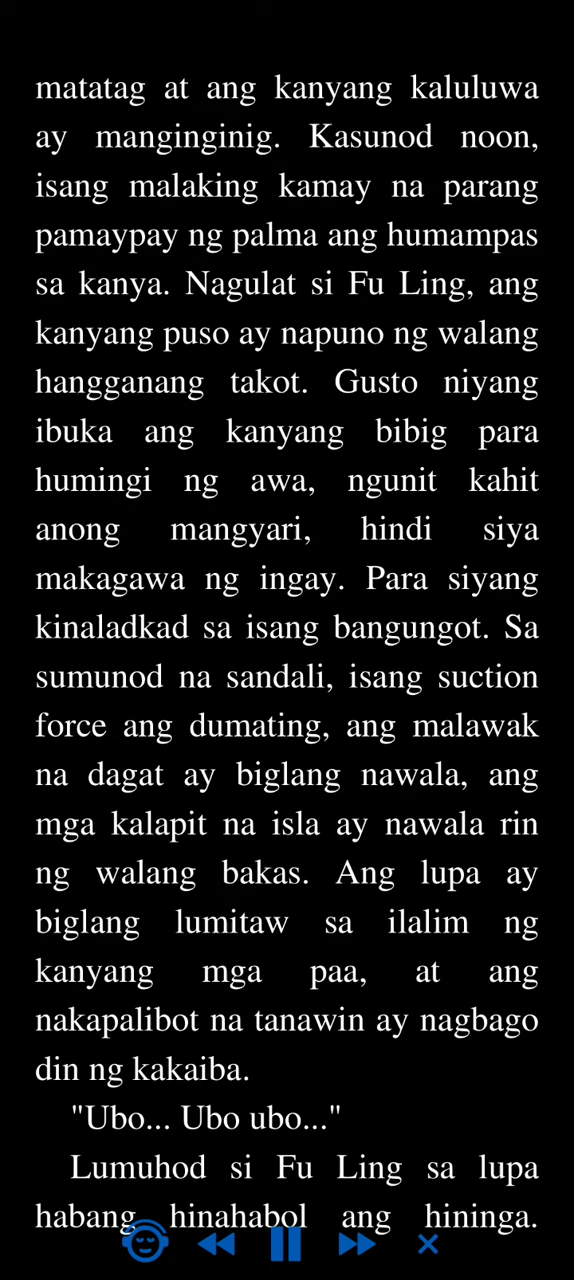 matatag at ang kanyang kaluluwa
ay manginginig. Kasunod noon,
isang malaking kamay na parang
pamaypay ng palma ang humampas
sa kanya. Nagulat si Fu Ling, ang
kanyang puso ay napuno ng walang
hangganang takot. Gusto niyang
ibuka ang kanyang bibig para
humingi ng awa, ngunit kahit
anong mangyari, hindi siya
makagawa ng ingay. Para siyang
kinaladkad sa isang bangungot. Sa
sumunod na sandali, isang suction
force ang dumating, ang malawak
na dagat ay biglang nawala, ang
mga kalapit na isla ay nawala rin
ng walang bakas. Ang lupa ay
biglang lumitaw sa ilalim ng
kanyang mga paa, at ang
nakapalibot na tanawin ay nagbago
din ng kakaiba.
"Ubo... Ubo ubo..."
Lumuhod si Fu Ling sa lupa
habang hinahabol ang hininga.